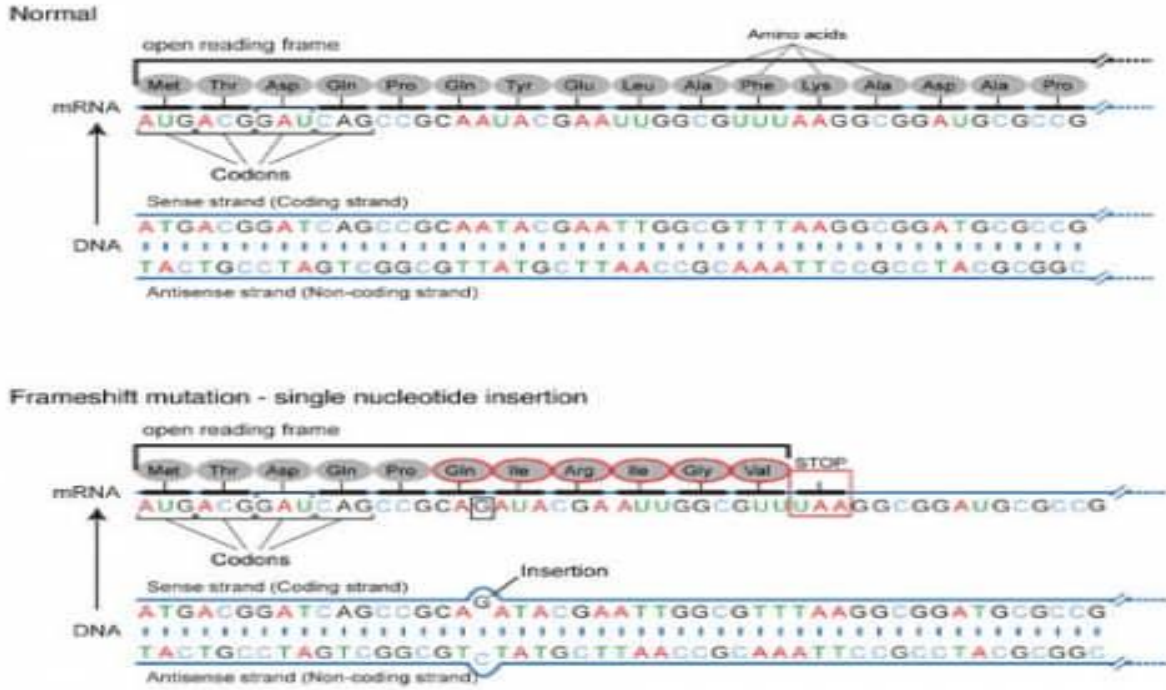 Normal
Amino acids
open reading frame
Met Thr Asp Gln Pro Gln Tyr Glu Leu Ala Phe Lys Ala Asp Ala Pro
mRNA
AUGACGGAUCAGCCGCAAUACGAAUUGGCGUUUAAGGCGGAUGCGCCG
Codons
Sense strand (Coding strand)
ATGACGGATCAGCCGCAATACGAATTGGCGTTTAAGGCGGATGCGCCG
DNA
TACTGCCTAGTCGGCGTTATGCTTAACCGCAAATTCCGCCTACGCGGC
Antisense strand (Non-coding strand)
Frameshift mutation - single nucleotide insertion
open reading frame
Met Thr Asp Gln Pro Gln Ile Arg Ile Gly Val STOP
mRNA
AUGACGGAUCAGCCGCAGAUACGAAUUGGCGUUUAAGGCGGAUGCGCCG
Codons
Insertion
Sense strand (Coding strand)
ATGACGGATCAGCCGCAGATACGAATTGGCGTTTAAGGCGGATGCGCCG
DNA
TACTGCCTAGTCGGCGTCTATGCTTAACCGCAAATTCCGCCTACGCGGC
Antisense strand (Non-coding strand)